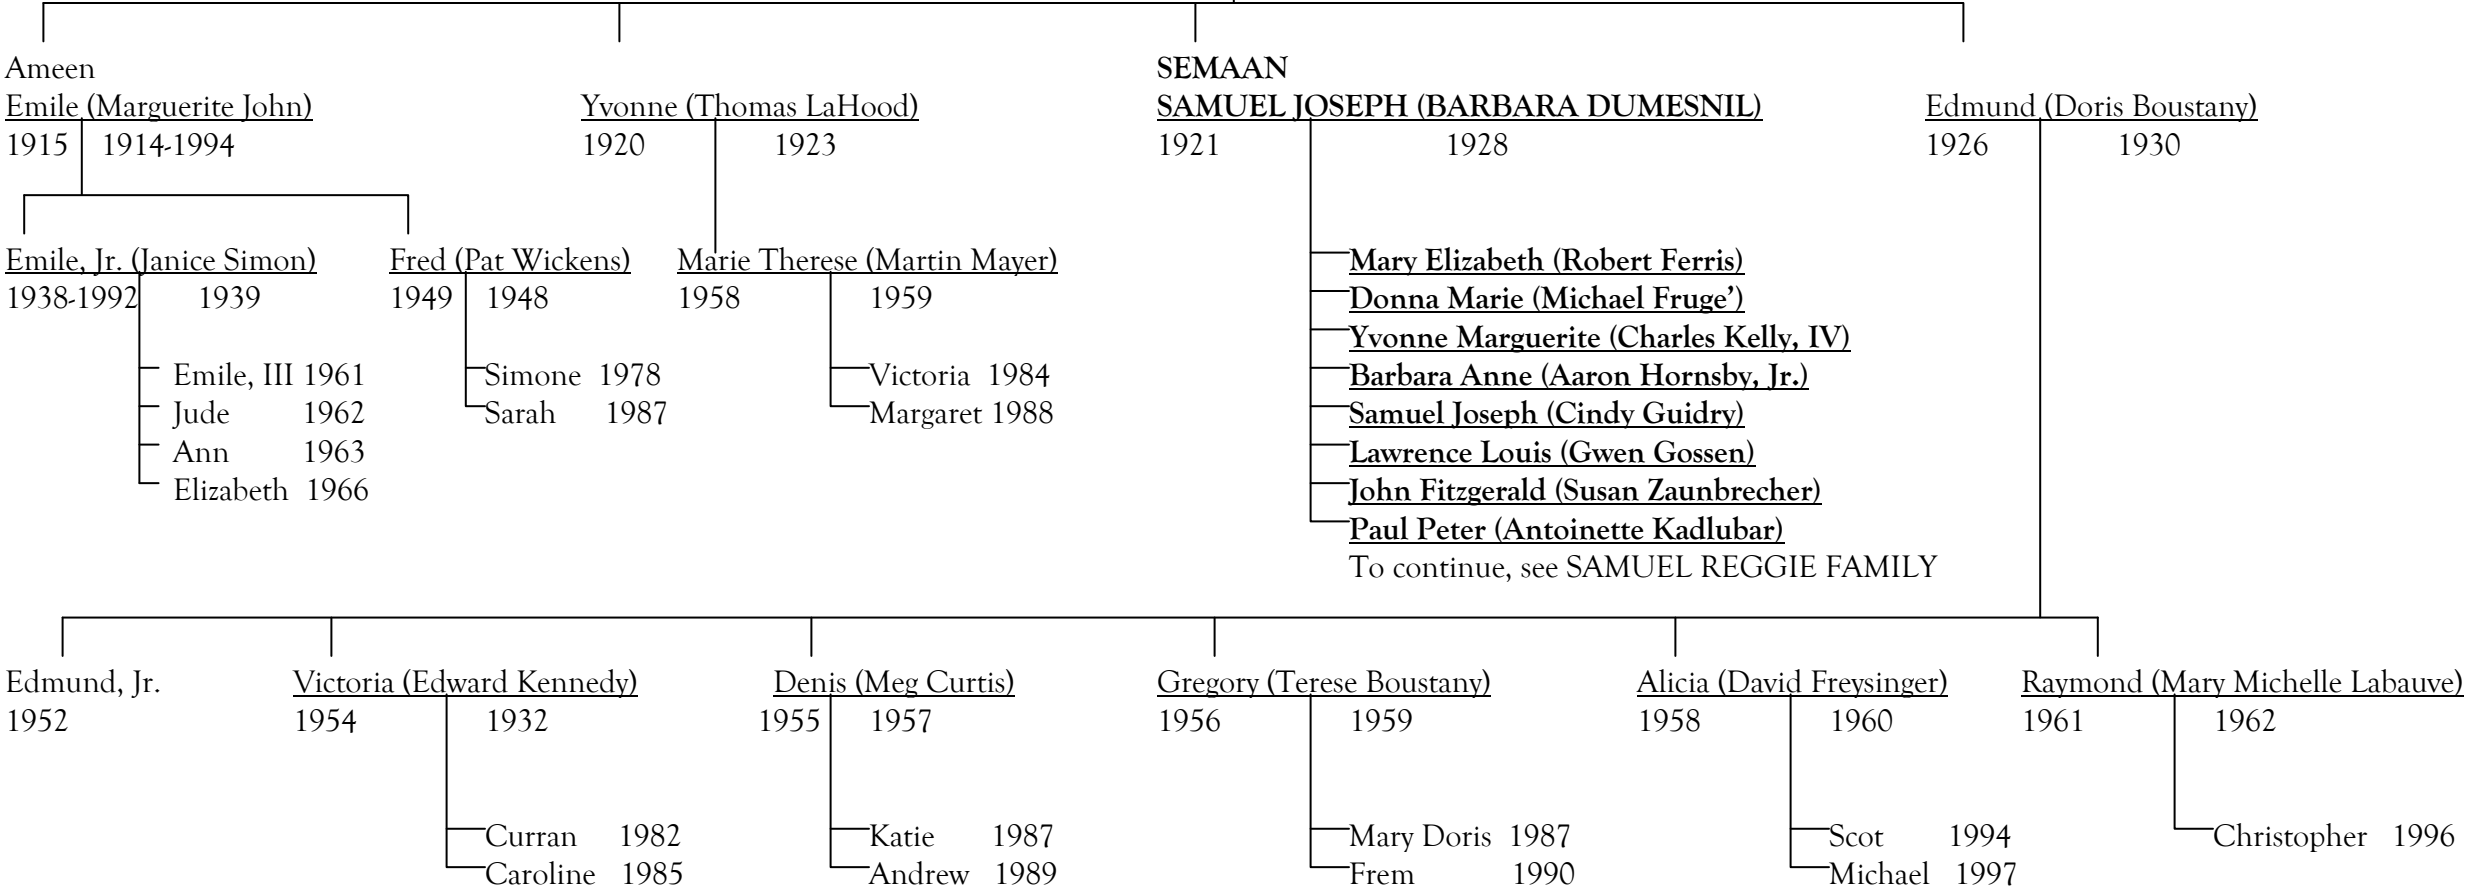 Ameen SEMAAN
Emile (Marguerite John) Yvonne (Thomas LaHood) SAMUEL JOSEPH (BARBARA DUMESNIL) Edmund (Doris Boustany)
1915 1914-1994 1920 1923 1921 1928 1926 1930
Emile, Jr. (Janice Simon) Fred (Pat Wickens) Marie Therese (Martin Mayer) Mary Elizabeth (Robert Ferris)
1938-1992 1939 1949 1948 1958 1959 Donna Marie (Michael Fruge’)
Yvonne Marguerite (Charles Kelly, IV)
Emile, III 1961 Simone 1978 Victoria 1984 Barbara Anne (Aaron Hornsby, Jr.)
Jude 1962 Sarah 1987 Margaret 1988 Samuel Joseph (Cindy Guidry)
Ann 1963 Lawrence Louis (Gwen Gossen)
Elizabeth 1966 John Fitzgerald (Susan Zaunbrecher)
Paul Peter (Antoinette Kadlubar)
To continue, see SAMUEL REGGIE FAMILY
Edmund, Jr. Victoria (Edward Kennedy) Denis (Meg Curtis) Gregory (Terese Boustany) Alicia (David Freysinger) Raymond (Mary Michelle Labauve)
1952 1954 1932 1955 1957 1956 1959 1958 1960 1961 1962
Curran 1982 Katie 1987 Mary Doris 1987 Scot 1994 Christopher 1996
Caroline 1985 Andrew 1989 Frem 1990 Michael 1997